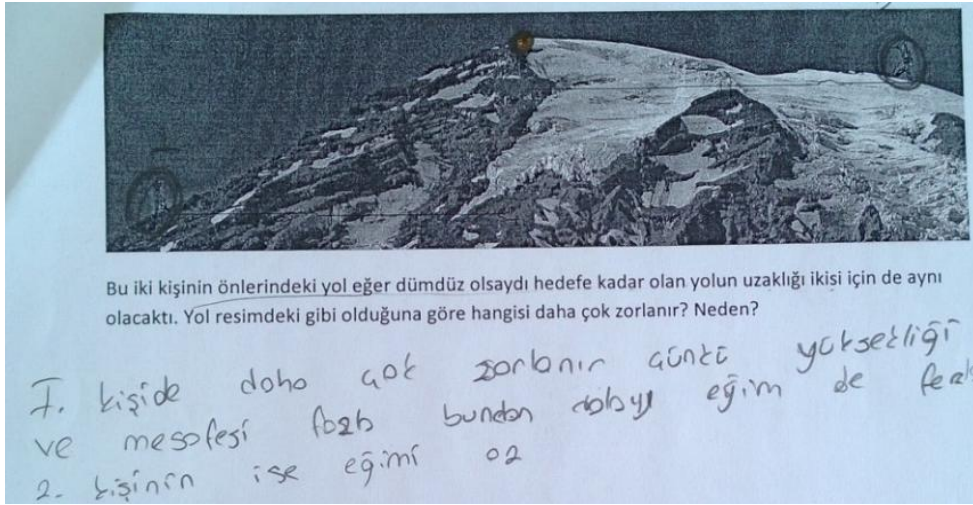 Bu iki kişinin önlerindeki yol eğer dümdüz olsaydı hedefe kadar olan yolun uzaklığı ikisi için de aynı
olacaktı. Yol resimdeki gibi olduğuna göre hangisi daha çok zorlanır? Neden?
I. kişide daha çok zorlanır Günkü yüksekliği
ve mesafesi fazla bundan dolayı eğim de
2. kişinin ise eğimi az